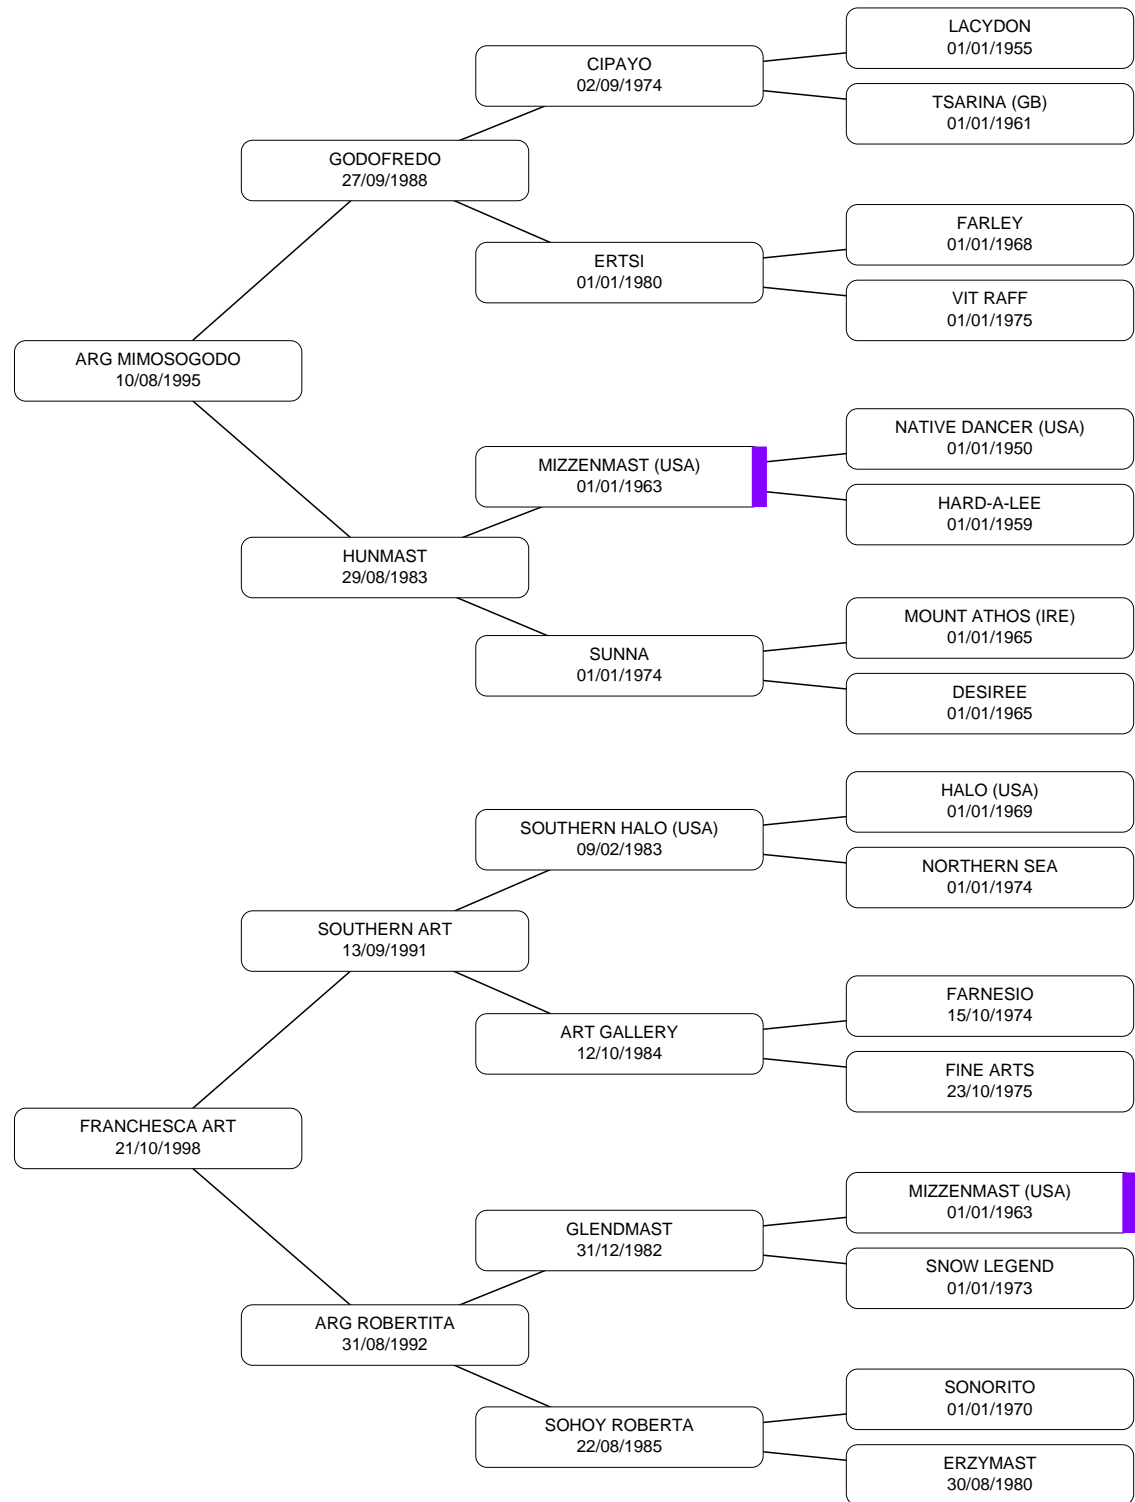 LACYDON
01/01/1955
CIPAYO
02/09/1974
TSARINA (GB)
01/01/1961
GODOFREDO
27/09/1988
FARLEY
01/01/1968
ERTSI
01/01/1980
VIT RAFF
01/01/1975
ARG MIMOSOGODO
10/08/1995
NATIVE DANCER (USA)
01/01/1950
MIZZENMAST (USA)
01/01/1963
HARD-A-LEE
01/01/1959
HUNMAST
29/08/1983
MOUNT ATHOS (IRE)
01/01/1965
SUNNA
01/01/1974
DESIREE
01/01/1965
HALO (USA)
01/01/1969
SOUTHERN HALO (USA)
09/02/1983
NORTHERN SEA
01/01/1974
SOUTHERN ART
13/09/1991
FARNESIO
15/10/1974
ART GALLERY
12/10/1984
FINE ARTS
23/10/1975
FRANCHESCA ART
21/10/1998
MIZZENMAST (USA)
01/01/1963
GLENDMAST
31/12/1982
SNOW LEGEND
01/01/1973
ARG ROBERTITA
31/08/1992
SONORITO
01/01/1970
SOHOY ROBERTA
22/08/1985
ERZYMAST
30/08/1980